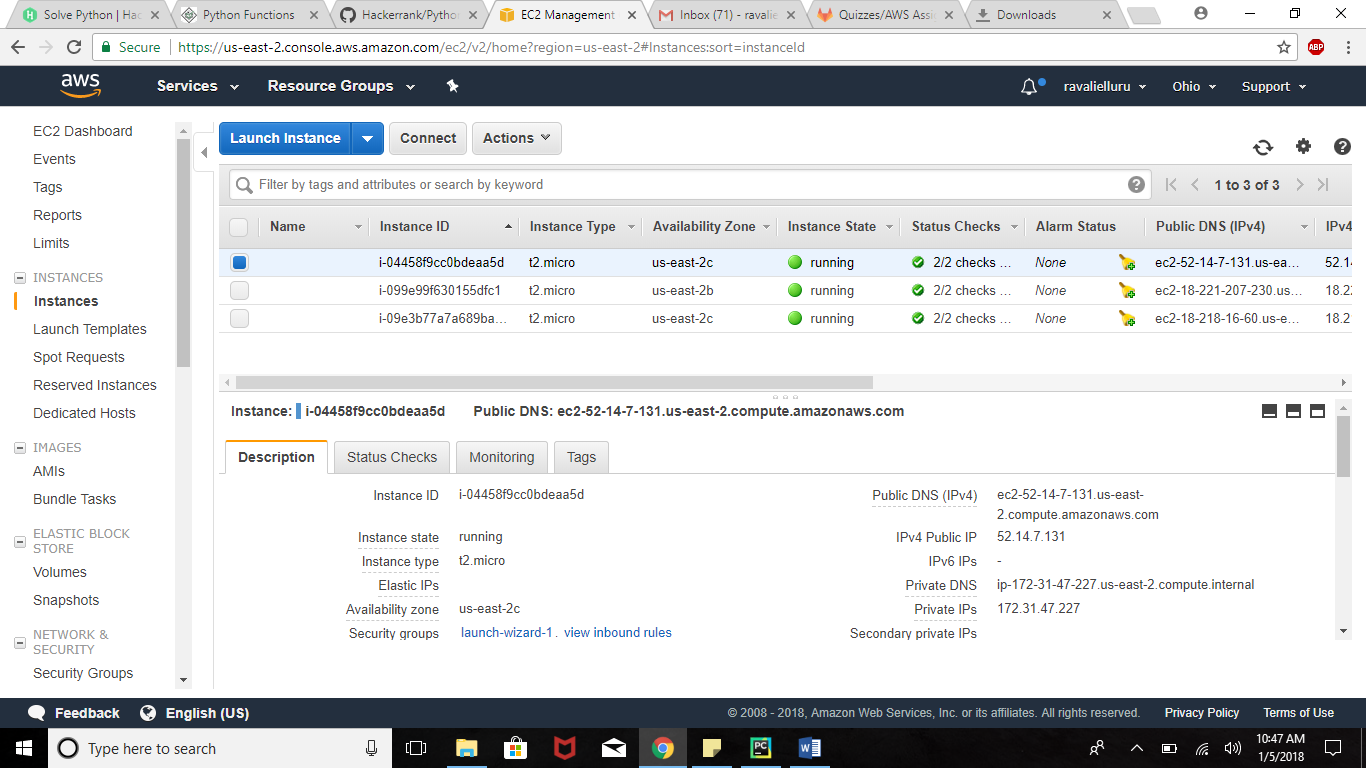 Solve Python | Hac
Python Functions
Hackerrank/Pytho
EC2 Management
Inbox (71) - ravalie
Quizzes/AWS Assi
Downloads
Secure
https://us-east-2.console.aws.amazon.com/ec2/v2/home?region=us-east-2#Instances:sort=instanceId
ABP
aws
Services
Resource Groups
ravalielluru
Ohio
Support
EC2 Dashboard
Events
Tags
Reports
Limits
INSTANCES
Instances
Launch Templates
Spot Requests
Reserved Instances
Dedicated Hosts
IMAGES
AMIs
Bundle Tasks
ELASTIC BLOCK
STORE
Volumes
Snapshots
NETWORK &
SECURITY
Security Groups
Launch Instance
Connect
Actions
Filter by tags and attributes or search by keyword
1 to 3 of 3
Name Instance ID Instance Type Availability Zone Instance State Status Checks Alarm Status Public DNS (IPv4) IPv4
i-04458f9cc0bdeaa5d t2.micro us-east-2c running 2/2 checks ... None ec2-52-14-7-131.us-ea... 52.14
i-099e99f630155dfc1 t2.micro us-east-2b running 2/2 checks ... None ec2-18-221-207-230.us... 18.22
i-09e3b77a7a689ba... t2.micro us-east-2c running 2/2 checks ... None ec2-18-218-16-60.us-e... 18.21
Instance: i-04458f9cc0bdeaa5d Public DNS: ec2-52-14-7-131.us-east-2.compute.amazonaws.com
Description
Status Checks
Monitoring
Tags
Instance ID i-04458f9cc0bdeaa5d
Instance state running
Instance type t2.micro
Elastic IPs
Availability zone us-east-2c
Security groups launch-wizard-1 . view inbound rules
Public DNS (IPv4) ec2-52-14-7-131.us-east-
2.compute.amazonaws.com
IPv4 Public IP 52.14.7.131
IPv6 IPs -
Private DNS ip-172-31-47-227.us-east-2.compute.internal
Private IPs 172.31.47.227
Secondary private IPs
Feedback
English (US)
© 2008 - 2018, Amazon Web Services, Inc. or its affiliates. All rights reserved.
Privacy Policy
Terms of Use
Type here to search
PC
10:47 AM
1/5/2018